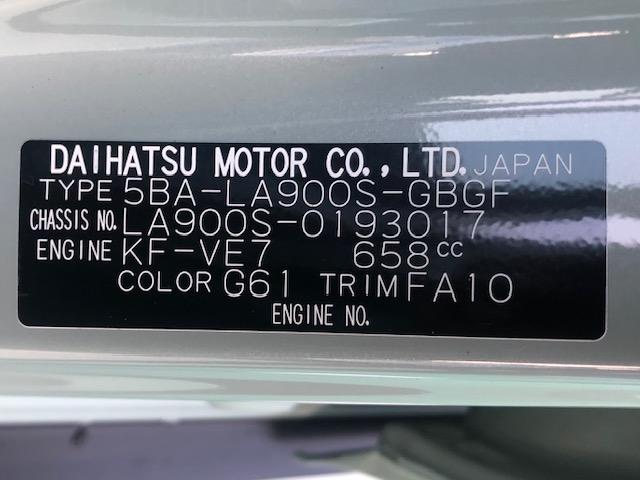 DAIHATSU MOTOR CO., LTD. JAPAN
TYPE 5BA-LA900S-GBGF
CHASSIS NO. LA900S-0193017
ENGINE KF-VE7 658cc
COLOR G61 TRIM FA10
ENGINE NO.